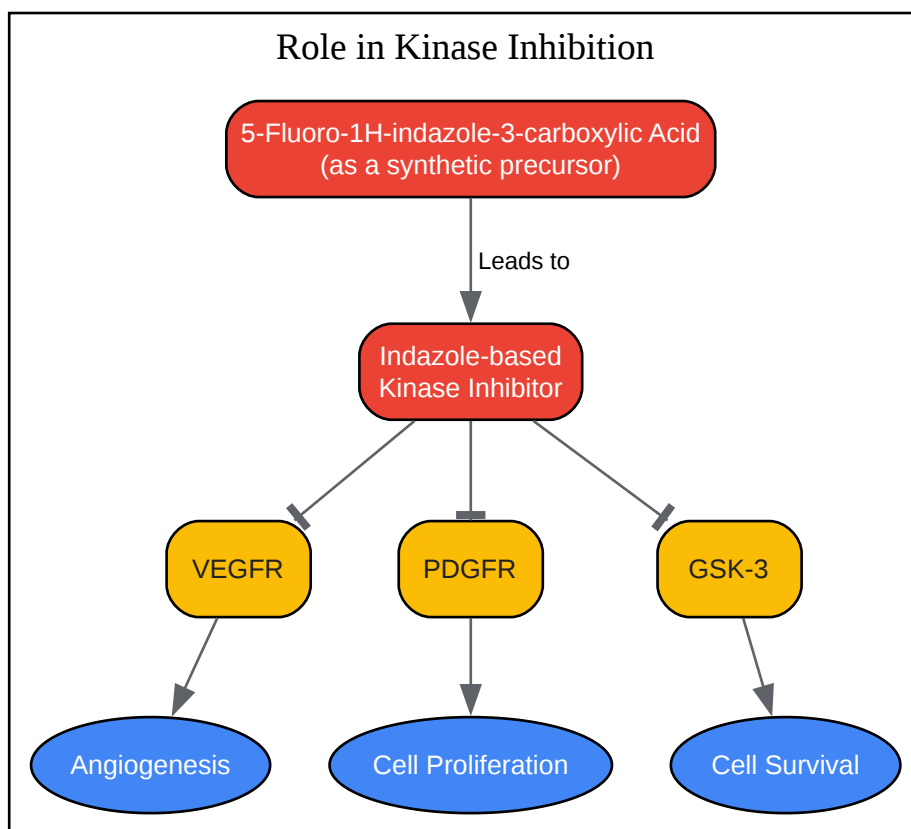 Role in Kinase Inhibition
5-Fluoro-1H-indazole-3-carboxylic Acid
(as a synthetic precursor)
Leads to
Indazole-based
Kinase Inhibitor
VEGFR
PDGFR
GSK-3
Angiogenesis
Cell Proliferation
Cell Survival